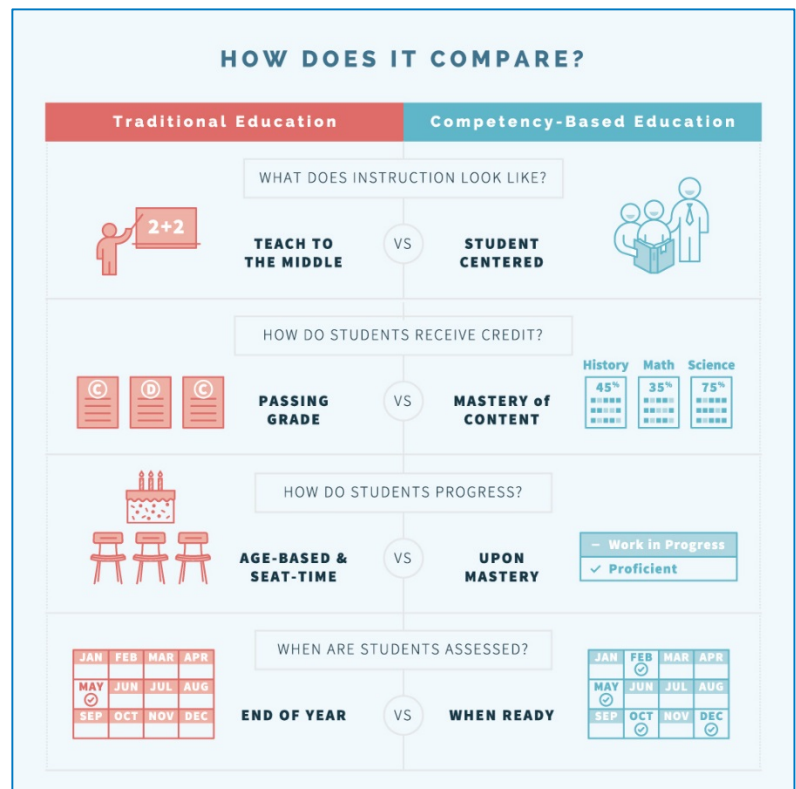 HOW DOES IT COMPARE?
Traditional Education
Competency-Based Education
WHAT DOES INSTRUCTION LOOK LIKE?
2+2
TEACH TO
THE MIDDLE
VS
STUDENT
CENTERED
HOW DO STUDENTS RECEIVE CREDIT?
C D C
PASSING
GRADE
VS
MASTERY of
CONTENT
History Math Science
45% 35% 75%
HOW DO STUDENTS PROGRESS?
AGE-BASED &
SEAT-TIME
VS
UPON
MASTERY
– Work in Progress
✓ Proficient
WHEN ARE STUDENTS ASSESSED?
JAN FEB MAR APR
MAY JUN JUL AUG
SEP OCT NOV DEC
END OF YEAR
VS
WHEN READY
JAN FEB MAR APR
MAY JUN JUL AUG
SEP OCT NOV DEC